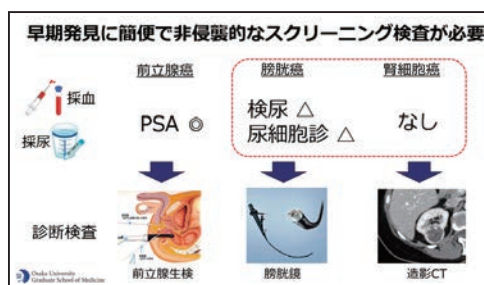 早期発見に簡便で非侵襲的なスクリーニング検査が必要
前立腺癌
膀胱癌
腎細胞癌
採血
採尿
PSA ◎
検尿 △
尿細胞診 △
なし
診断検査
前立腺生検
膀胱鏡
造影CT
Osaka University
Graduate School of Medicine